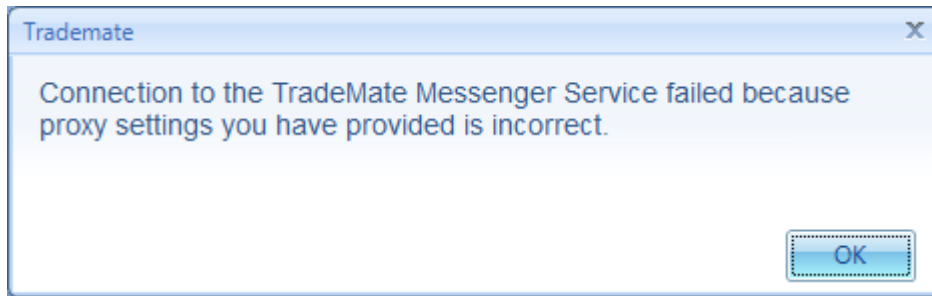 Trademate
Connection to the TradeMate Messenger Service failed because
proxy settings you have provided is incorrect.
OK